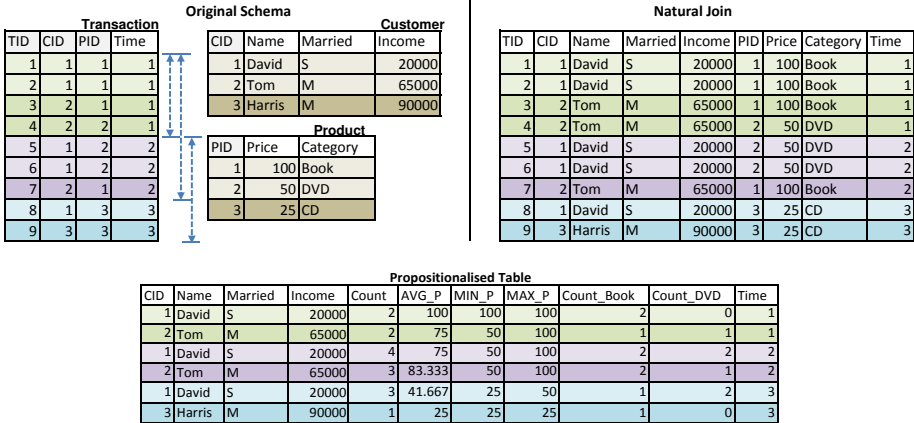 Original Schema
Natural Join
Transaction
TID CID PID Time
1 1 1 1
2 1 1 1
3 2 1 1
4 2 2 1
5 1 2 2
6 1 2 2
7 2 1 2
8 1 3 3
9 3 3 3
Customer
CID Name Married Income
1 David S 20000
2 Tom M 65000
3 Harris M 90000
Product
PID Price Category
1 100 Book
2 50 DVD
3 25 CD
TID CID Name Married Income PID Price Category Time
1 1 David S 20000 1 100 Book 1
2 1 David S 20000 1 100 Book 1
3 2 Tom M 65000 1 100 Book 1
4 2 Tom M 65000 2 50 DVD 1
5 1 David S 20000 2 50 DVD 2
6 1 David S 20000 2 50 DVD 2
7 2 Tom M 65000 1 100 Book 2
8 1 David S 20000 3 25 CD 3
9 3 Harris M 90000 3 25 CD 3
Propositionalised Table
CID Name Married Income Count AVG_P MIN_P MAX_P Count_Book Count_DVD Time
1 David S 20000 2 100 100 100 2 0 1
2 Tom M 65000 2 75 50 100 1 1 1
1 David S 20000 4 75 50 100 2 2 2
2 Tom M 65000 3 83.333 50 100 2 1 2
1 David S 20000 3 41.667 25 50 1 2 3
3 Harris M 90000 1 25 25 25 1 0 3